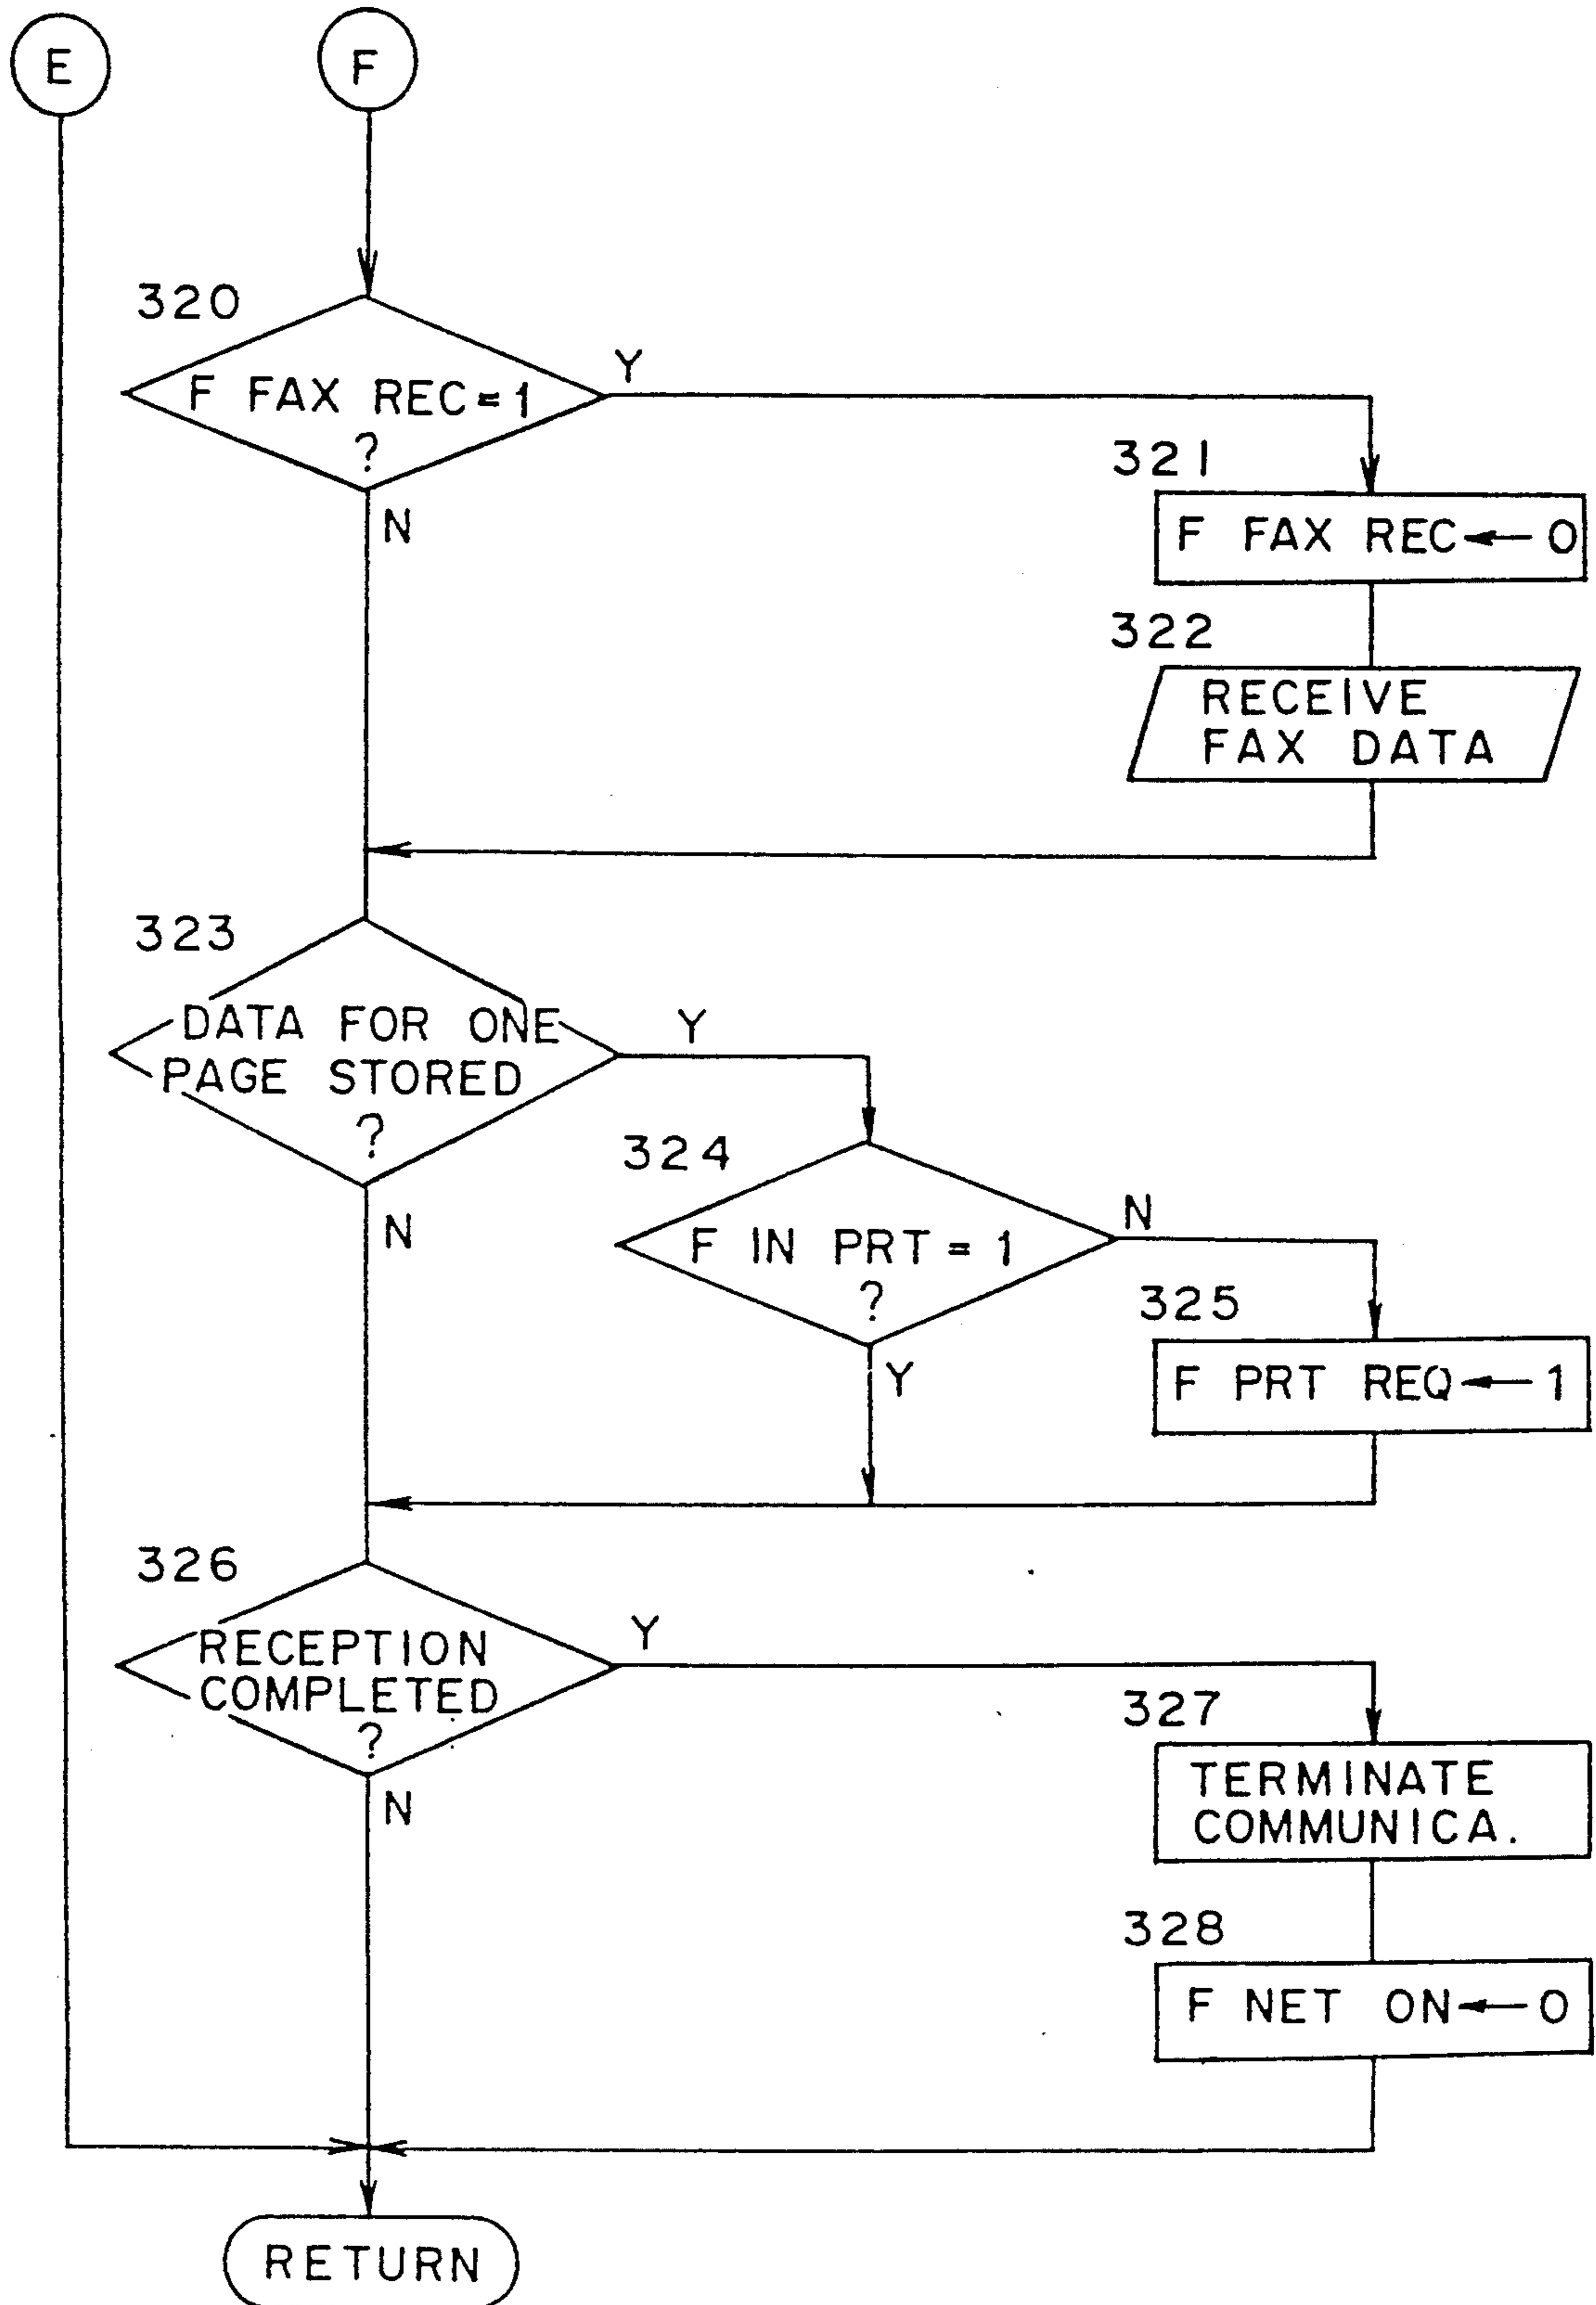 E
F
320
F FAX REC=1
?
Y
N
321
F FAX REC←0
322
RECEIVE
FAX DATA
323
DATA FOR ONE
PAGE STORED
?
Y
N
324
F IN PRT=1
?
N
Y
325
F PRT REQ←1
326
RECEPTION
COMPLETED
?
Y
N
327
TERMINATE
COMMUNICA.
328
F NET ON←0
RETURN